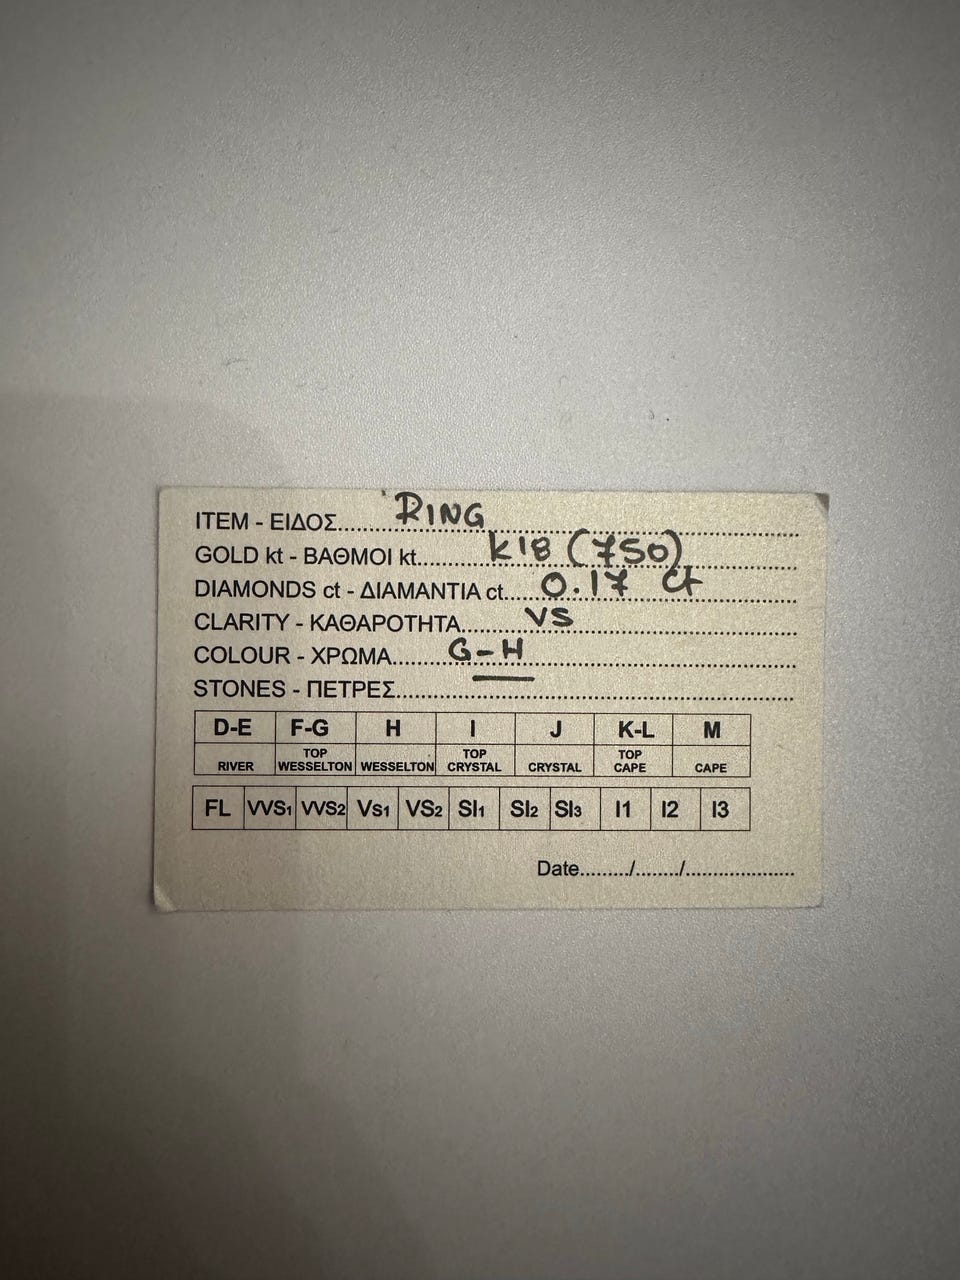 ITEM - ΕΙΔΟΣ..... RING
GOLD kt - ΒΑΘΜΟΙ kt..... K18 (750)
DIAMONDS ct - ΔΙΑΜΑΝΤΙΑ ct..... 0.17 ct
CLARITY - ΚΑΘΑΡΟΤΗΤΑ..... VS
COLOUR - ΧΡΩΜΑ..... G-H
STONES - ΠΕΤΡΕΣ.....
D-E F-G H I J K-L M
RIVER TOP WESSELTON WESSELTON TOP CRYSTAL CRYSTAL TOP CAPE CAPE
FL VVS1 VVS2 Vs1 VS2 SI1 SI2 SI3 I1 I2 I3
Date........./......../.....................